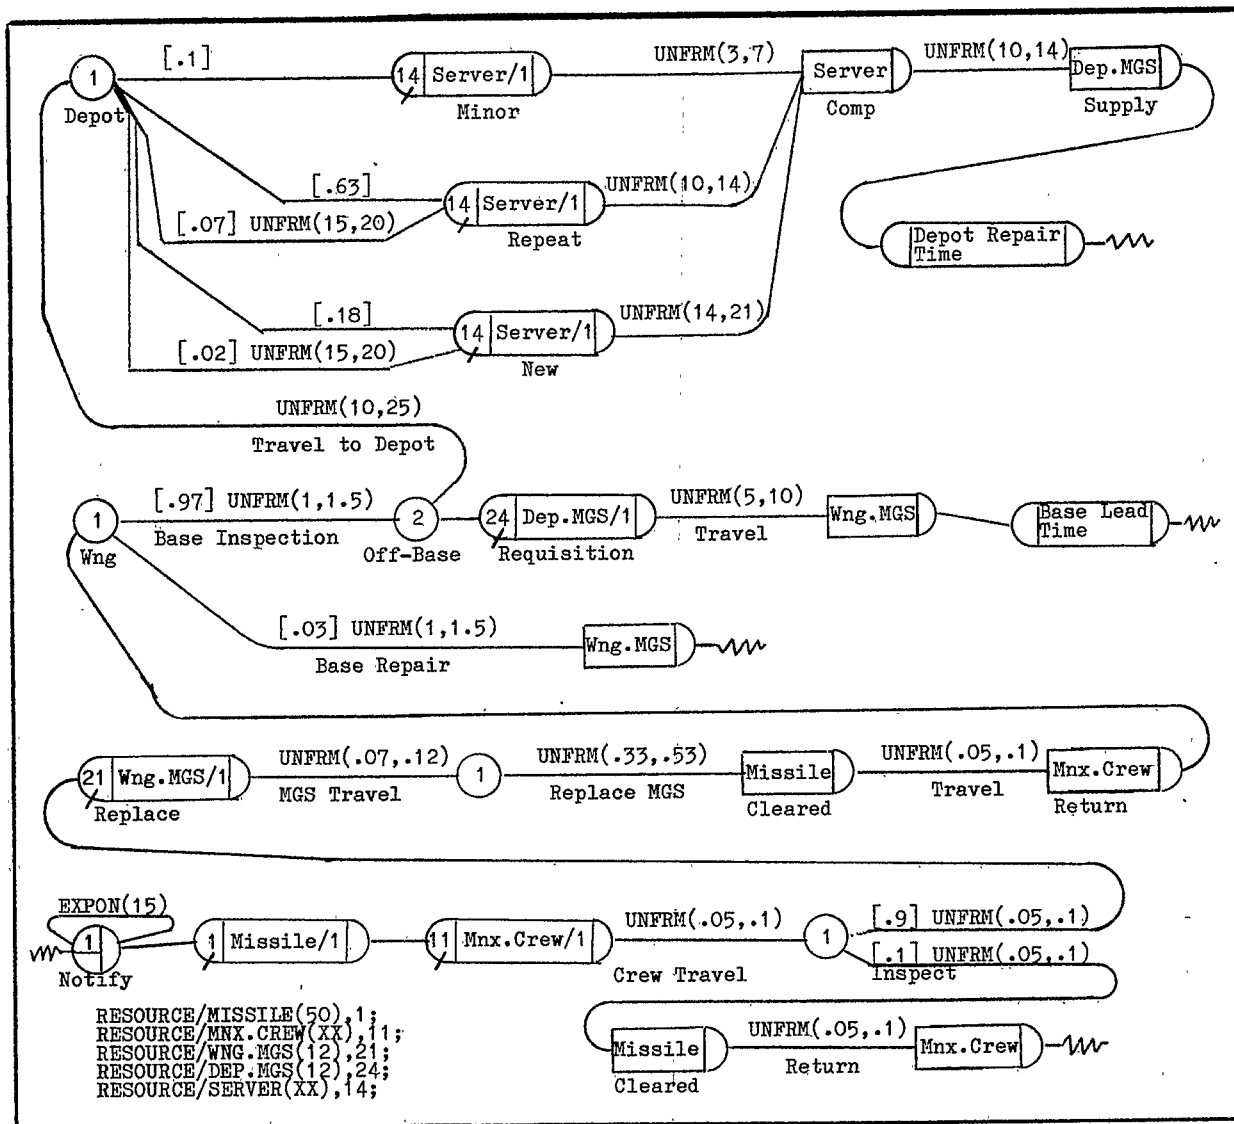 [.1]
UNFRM(3,7)
UNFRM(10,14)
1
14 Server/1
Server
Dep.MGS
Depot
Minor
Comp
Supply
[.63]
UNFRM(10,14)
14 Server/1
[.07] UNFRM(15,20)
Repeat
Depot Repair
Time
[.18]
UNFRM(14,21)
14 Server/1
[.02] UNFRM(15,20)
New
UNFRM(10,25)
Travel to Depot
[.97] UNFRM(1,1.5)
UNFRM(5,10)
1
2
24 Dep.MGS/1
Wng.MGS
Base Lead
Time
Base Inspection
Travel
Wng
Off-Base
Requisition
[.03] UNFRM(1,1.5)
Wng.MGS
Base Repair
UNFRM(.07,.12)
UNFRM(.33,.53)
UNFRM(.05,.1)
21 Wng.MGS/1
1
Missile
Mnx.Crew
MGS Travel
Replace MGS
Travel
Replace
Cleared
Return
EXPON(15)
UNFRM(.05,.1)
[.9] UNFRM(.05,.1)
1
1 Missile/1
11 Mnx.Crew/1
1
[.1] UNFRM(.05,.1)
Notify
Crew Travel
Inspect
RESOURCE/MISSILE(50),1;
RESOURCE/MNX.CREW(XX),11;
RESOURCE/WNG.MGS(12),21;
RESOURCE/DEP.MGS(12),24;
RESOURCE/SERVER(XX),14;
UNFRM(.05,.1)
Missile
Mnx.Crew
Return
Cleared